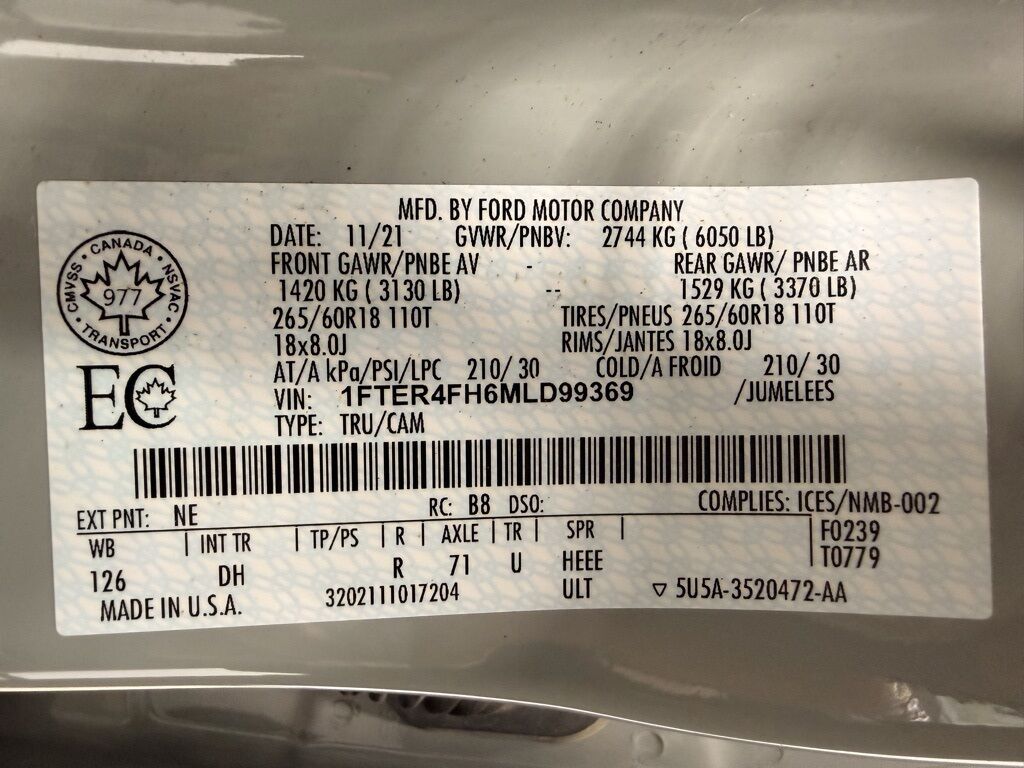 MFD. BY FORD MOTOR COMPANY
DATE: 11/21 GVWR/PNBV: 2744 KG ( 6050 LB)
FRONT GAWR/PNBE AV - REAR GAWR/ PNBE AR
1420 KG ( 3130 LB) -- 1529 KG ( 3370 LB)
265/60R18 110T TIRES/PNEUS 265/60R18 110T
18x8.0J RIMS/JANTES 18x8.0J
AT/A kPa/PSI/LPC 210/ 30 COLD/A FROID 210/ 30
VIN: 1FTER4FH6MLD99369 /JUMELEES
TYPE: TRU/CAM
CANADA
CMVSS NSVAC
977
TRANSPORT
EC
EXT PNT: NE RC: B8 DSO: COMPLIES: ICES/NMB-002
WB | INT TR | TP/PS | R | AXLE | TR | SPR | F0239
126 DH R 71 U HEEE T0779
MADE IN U.S.A. 3202111017204 ULT ▽ 5U5A-3520472-AA